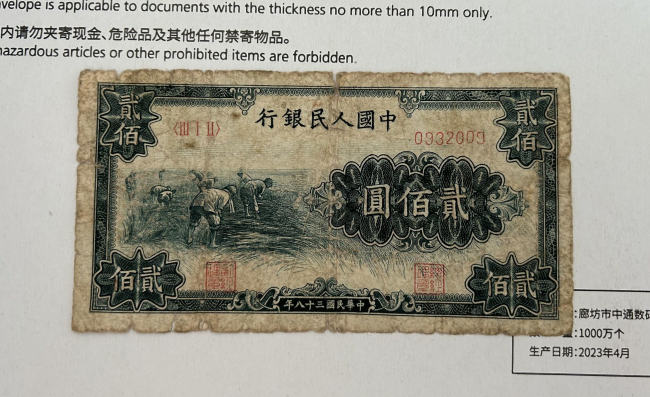 velope is applicable to documents with the thickness no more than 10mm only.
内请勿夹寄现金、危险品及其他任何禁寄物品。
hazardous articles or other prohibited items are forbidden.
行銀民人國中
貳佰
貳佰
〈III I II〉
0932009
圓佰貳
佰貳
佰貳
年八十三國民華中
:廊坊市中通数码
:1000万个
生产日期:2023年4月